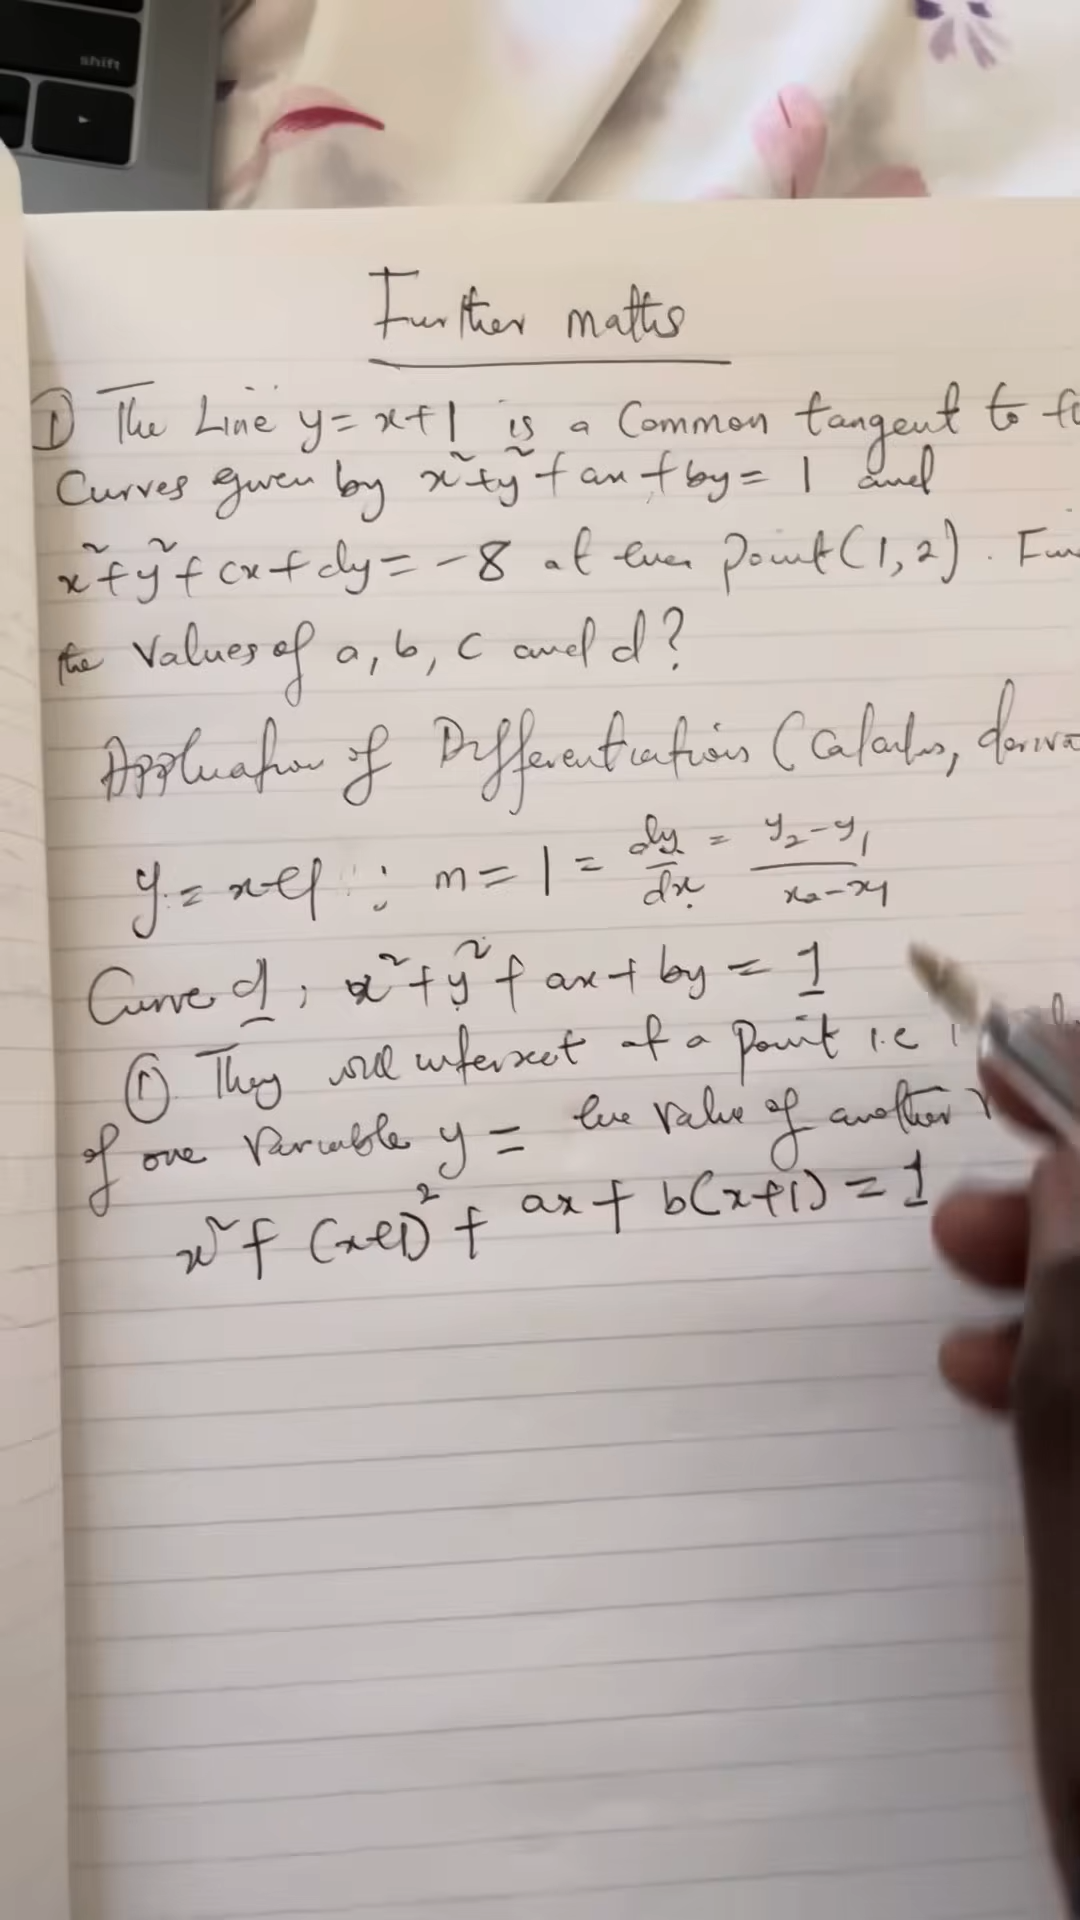 shift
Further maths
① The Line y = x+1 is a Common tangent to
Curves given by x²+y²+ax+by = 1 and
x²+y²+cx+dy = -8 at the point (1,2).
the Values of a, b, c and d?
Application of Differentiation (Calculus,
y = x+1 ; m = 1 = dy/dx = y₂-y₁/x₂-x₁
Curve 1, x²+y²+ax+by = 1
① They will intersect at a point i.e
of one Variable y = the value of another
x² + (x+1)² + ax + b(x+1) = 1